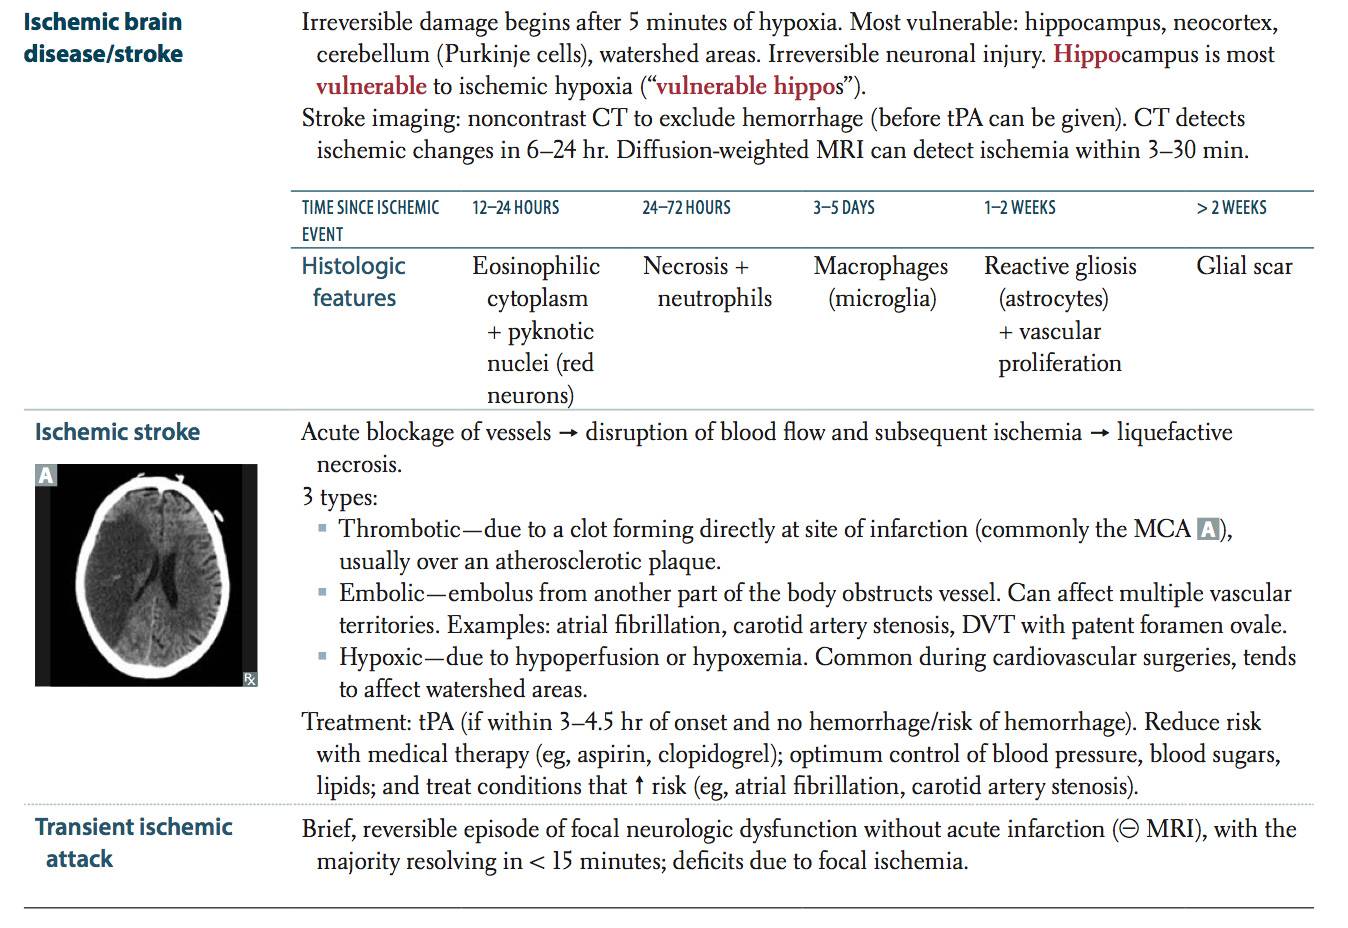 Ischemic brain
disease/stroke
Irreversible damage begins after 5 minutes of hypoxia. Most vulnerable: hippocampus, neocortex,
cerebellum (Purkinje cells), watershed areas. Irreversible neuronal injury. Hippocampus is most
vulnerable to ischemic hypoxia (“vulnerable hippos”).
Stroke imaging: noncontrast CT to exclude hemorrhage (before tPA can be given). CT detects
ischemic changes in 6–24 hr. Diffusion-weighted MRI can detect ischemia within 3–30 min.
TIME SINCE ISCHEMIC
EVENT
12–24 HOURS
24–72 HOURS
3–5 DAYS
1–2 WEEKS
> 2 WEEKS
Histologic
features
Eosinophilic
cytoplasm
+ pyknotic
nuclei (red
neurons)
Necrosis +
neutrophils
Macrophages
(microglia)
Reactive gliosis
(astrocytes)
+ vascular
proliferation
Glial scar
Ischemic stroke
A
℞
Acute blockage of vessels → disruption of blood flow and subsequent ischemia → liquefactive
necrosis.
3 types:
▪ Thrombotic—due to a clot forming directly at site of infarction (commonly the MCA A),
usually over an atherosclerotic plaque.
▪ Embolic—embolus from another part of the body obstructs vessel. Can affect multiple vascular
territories. Examples: atrial fibrillation, carotid artery stenosis, DVT with patent foramen ovale.
▪ Hypoxic—due to hypoperfusion or hypoxemia. Common during cardiovascular surgeries, tends
to affect watershed areas.
Treatment: tPA (if within 3–4.5 hr of onset and no hemorrhage/risk of hemorrhage). Reduce risk
with medical therapy (eg, aspirin, clopidogrel); optimum control of blood pressure, blood sugars,
lipids; and treat conditions that ↑ risk (eg, atrial fibrillation, carotid artery stenosis).
Transient ischemic
attack
Brief, reversible episode of focal neurologic dysfunction without acute infarction (⊖ MRI), with the
majority resolving in < 15 minutes; deficits due to focal ischemia.